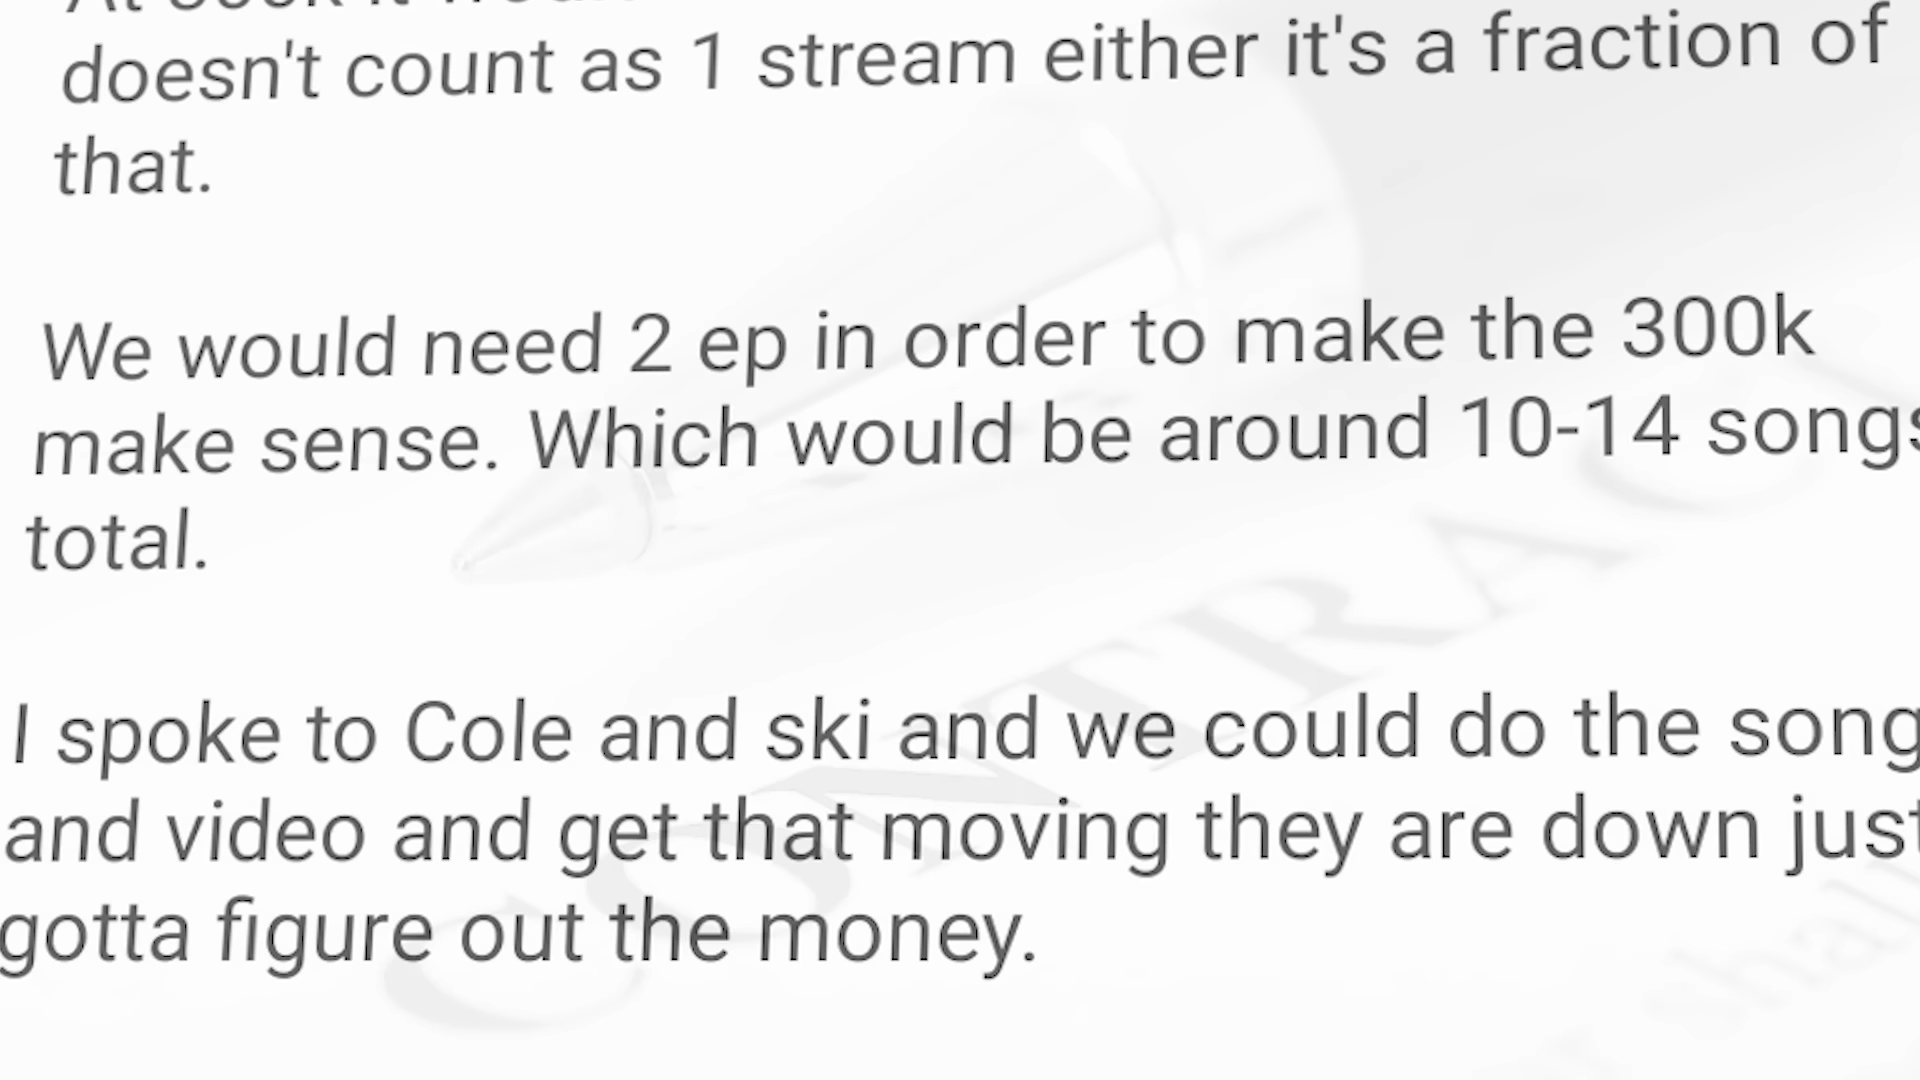 doesn't count as 1 stream either it's a fraction of
that.
We would need 2 ep in order to make the 300k
make sense. Which would be around 10-14 songs
total.
I spoke to Cole and ski and we could do the song
and video and get that moving they are down just
gotta figure out the money.
CONTRAC
shall